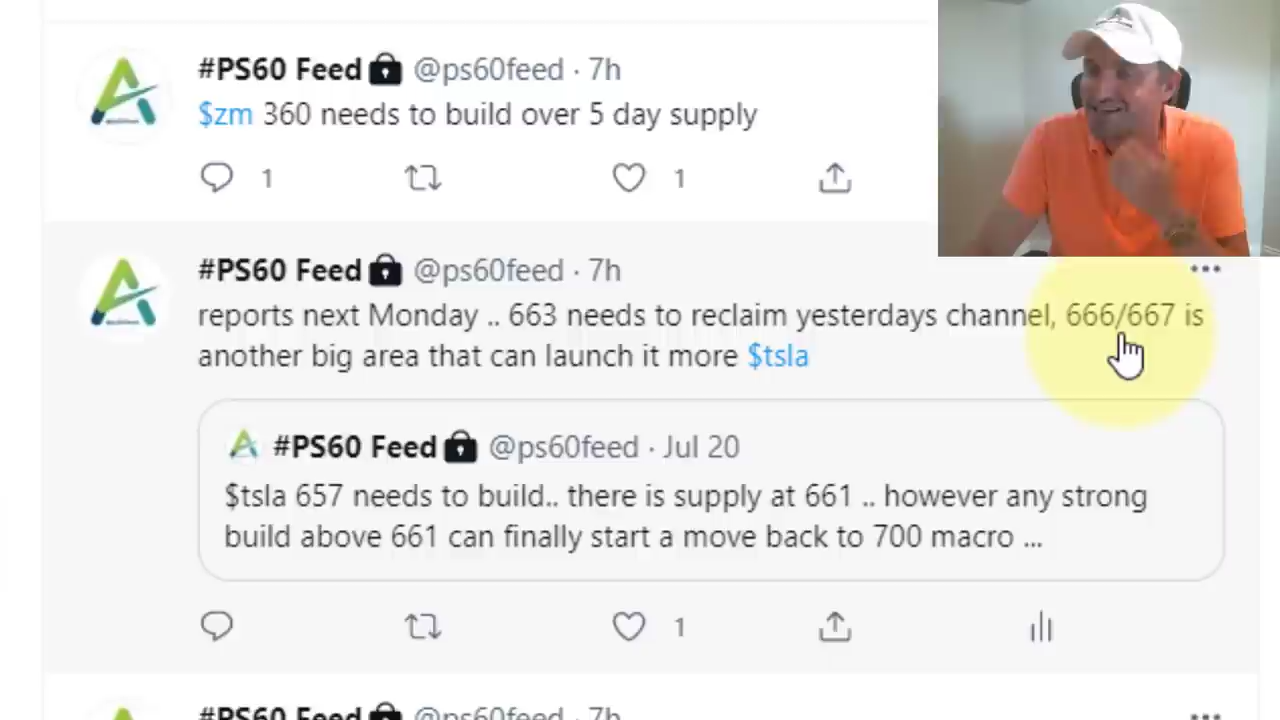 #PS60 Feed @ps60feed · 7h
$zm 360 needs to build over 5 day supply
1 1
#PS60 Feed @ps60feed · 7h
reports next Monday .. 663 needs to reclaim yesterdays channel, 666/667 is
another big area that can launch it more $tsla
#PS60 Feed @ps60feed · Jul 20
$tsla 657 needs to build.. there is supply at 661 .. however any strong
build above 661 can finally start a move back to 700 macro ...
1
#PS60 Feed @ps60feed · 7h